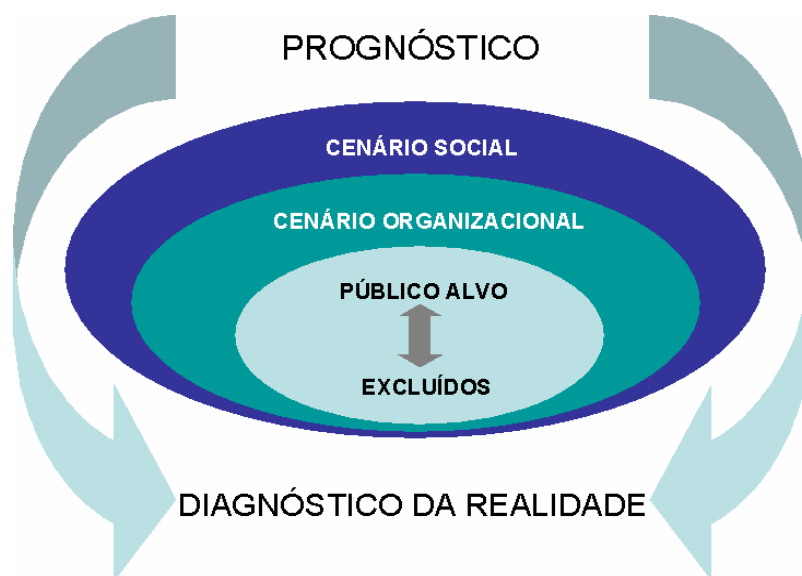 PROGNÓSTICO
CENÁRIO SOCIAL
CENÁRIO ORGANIZACIONAL
PÚBLICO ALVO
EXCLUÍDOS
DIAGNÓSTICO DA REALIDADE